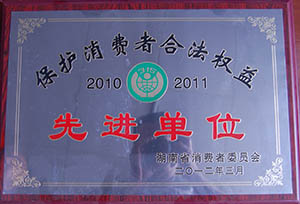 保护消费者合法权益
2010 2011
先进单位
湖南省消费者委员会
二〇一二年三月